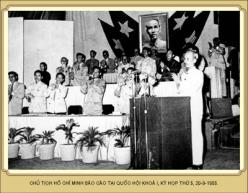 CHỦ TỊCH HỒ CHÍ MINH BÁO CÁO TẠI QUỐC HỘI KHOÁ I, KỲ HỌP THỨ 5, 20-9-1955.